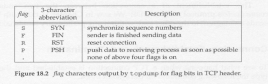 flag 3-character abbreviation Description
S SYN synchronize sequence numbers
F FIN sender is finished sending data
R RST reset connection
P PSH push data to receiving process as soon as possible
. none of above four flags is on
Figure 18.2 flag characters output by tcpdump for flag bits in TCP header.